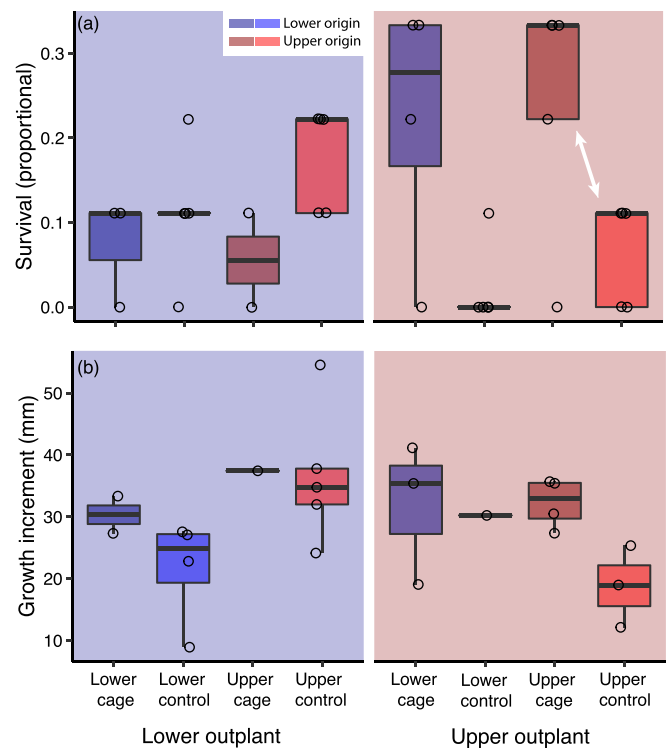 (a)
Lower origin
Upper origin
Survival (proportional)
0.3
0.2
0.1
0.0
(b)
Growth increment (mm)
50
40
30
20
10
Lower cage
Lower control
Upper cage
Upper control
Lower cage
Lower control
Upper cage
Upper control
Lower outplant
Upper outplant